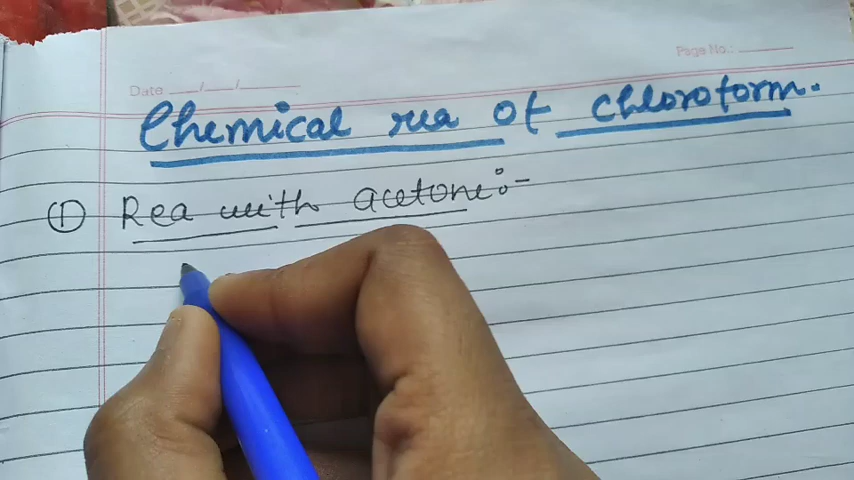 Page No.:
Date / /
Chemical rea of chloroform.
① Rea with acetone:-